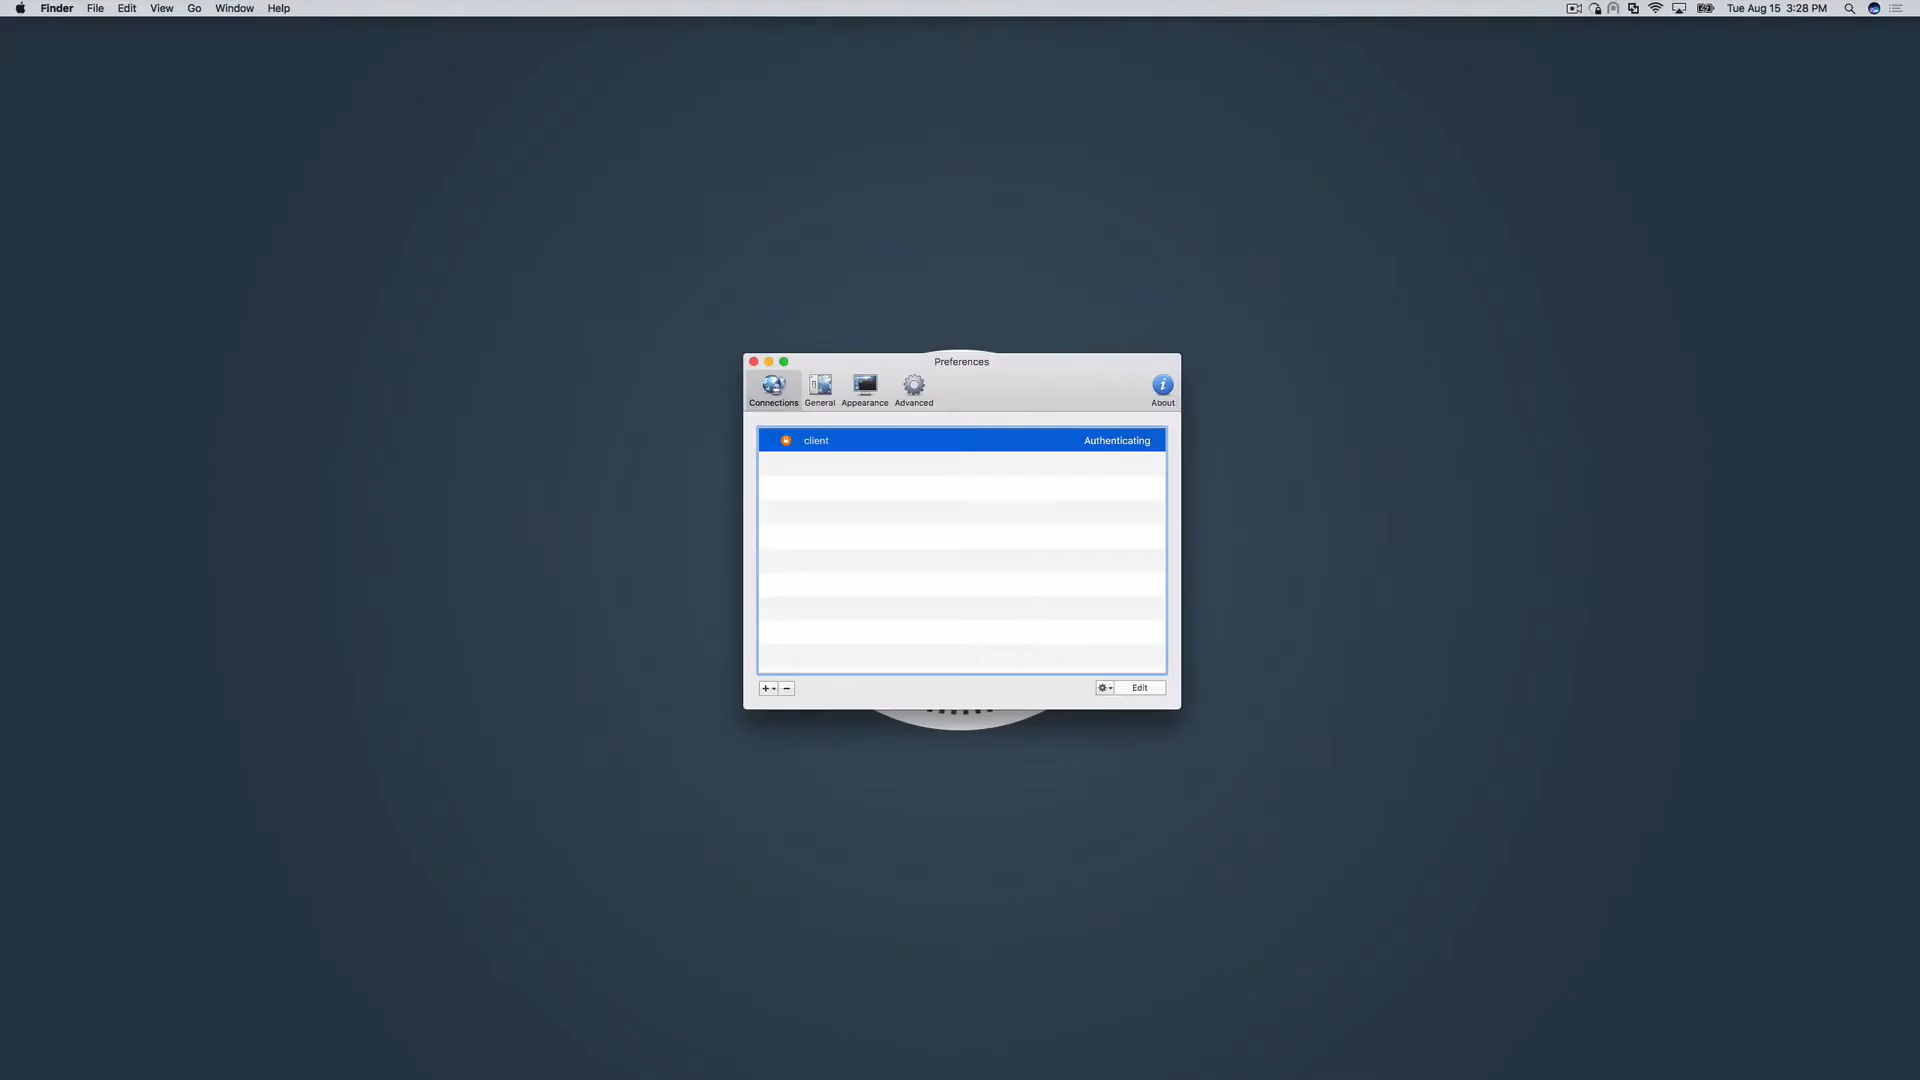 Finder File Edit View Go Window Help Tue Aug 15 3:28 PM
Preferences
Connections General Appearance Advanced About
client Authenticating
Edit